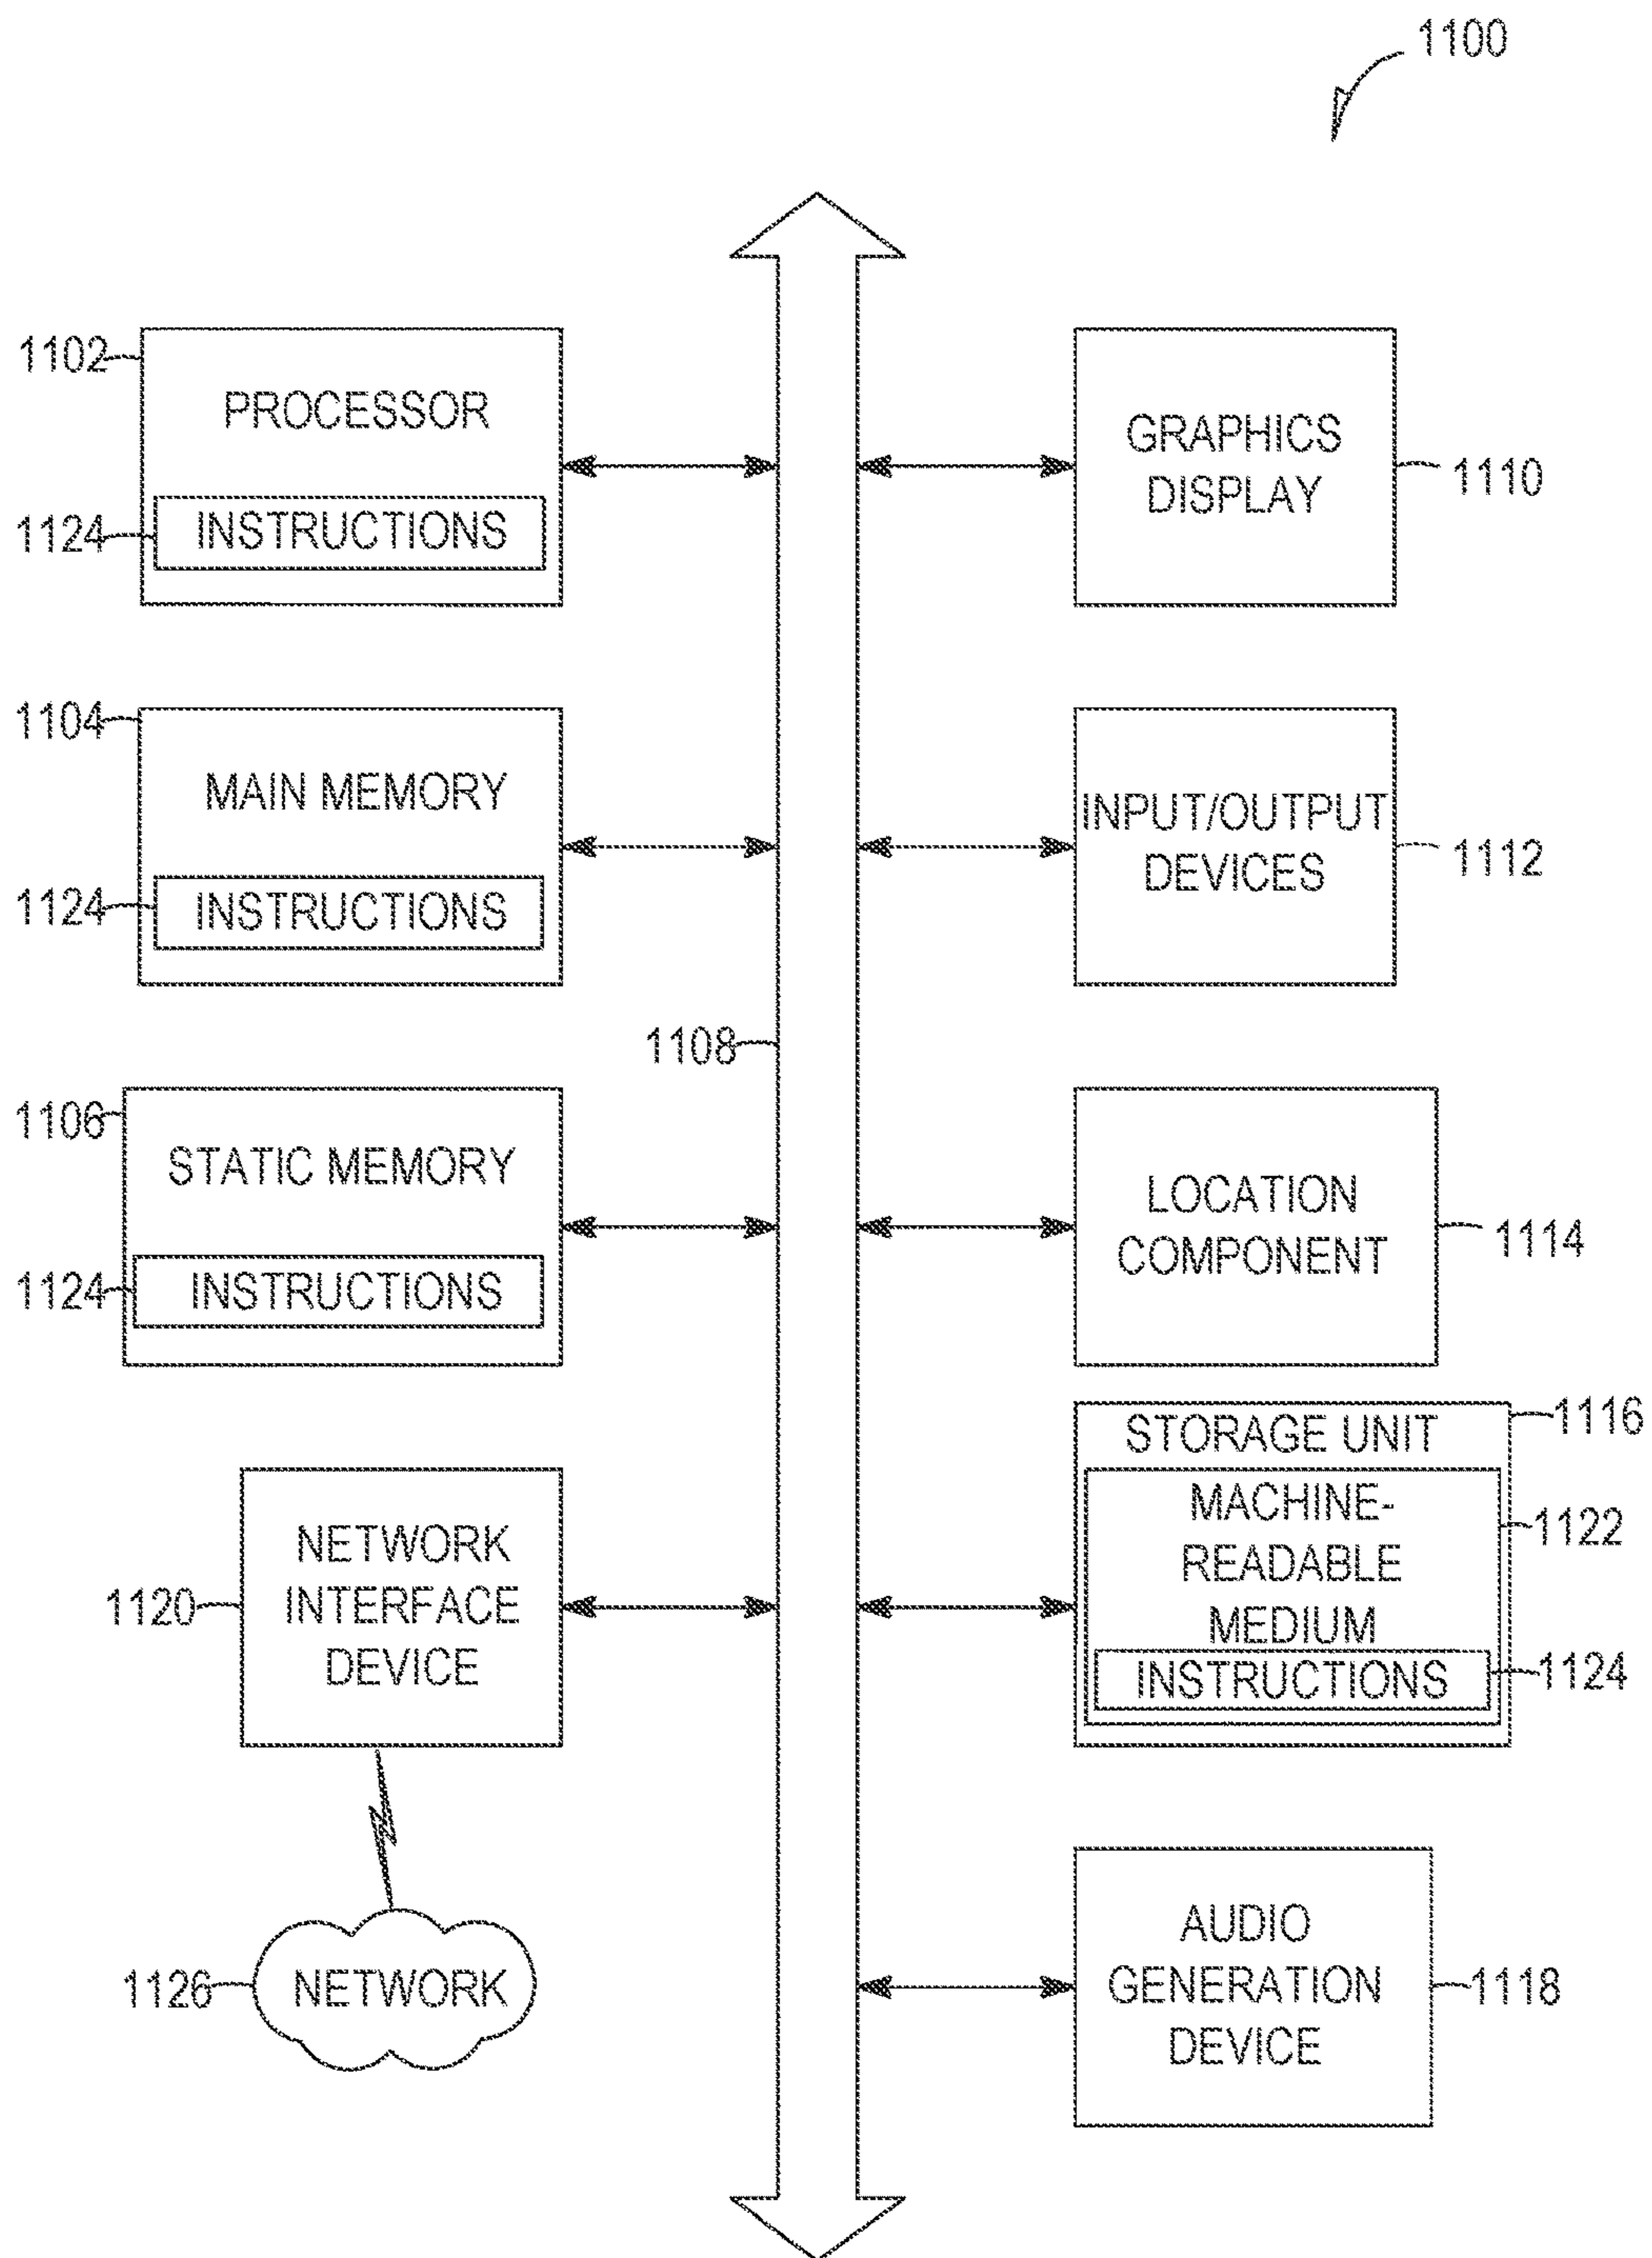 1100
1102
PROCESSOR
1124
INSTRUCTIONS
GRAPHICS
DISPLAY
1110
1104
MAIN MEMORY
1124
INSTRUCTIONS
INPUT/OUTPUT
DEVICES
1112
1108
1106
STATIC MEMORY
1124
INSTRUCTIONS
LOCATION
COMPONENT
1114
1120
NETWORK
INTERFACE
DEVICE
STORAGE UNIT
1116
MACHINE-
READABLE
MEDIUM
1122
INSTRUCTIONS
1124
1126
NETWORK
AUDIO
GENERATION
DEVICE
1118